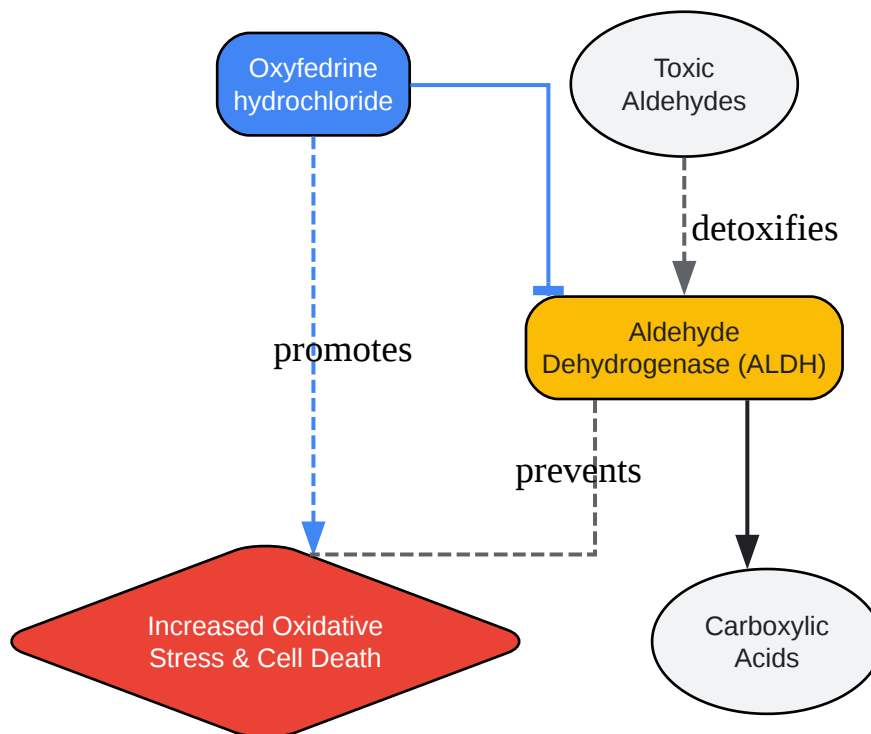 Oxyfedrine
hydrochloride
Toxic
Aldehydes
detoxifies
promotes
Aldehyde
Dehydrogenase (ALDH)
prevents
Increased Oxidative
Stress & Cell Death
Carboxylic
Acids